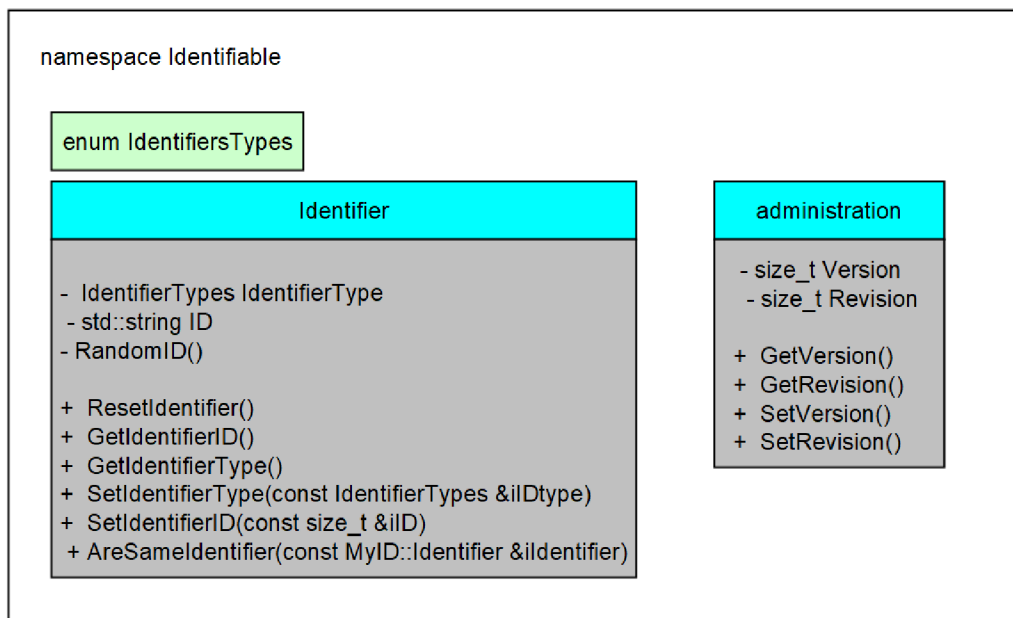 namespace Identifiable
enum IdentifiersTypes
Identifier
- IdentifierTypes IdentifierType
- std::string ID
- RandomID()
+ ResetIdentifier()
+ GetIdentifierID()
+ GetIdentifierType()
+ SetIdentifierType(const IdentifierTypes &iIDtype)
+ SetIdentifierID(const size_t &iID)
+ AreSameIdentifier(const MyID::Identifier &iIdentifier)
administration
- size_t Version
- size_t Revision
+ GetVersion()
+ GetRevision()
+ SetVersion()
+ SetRevision()